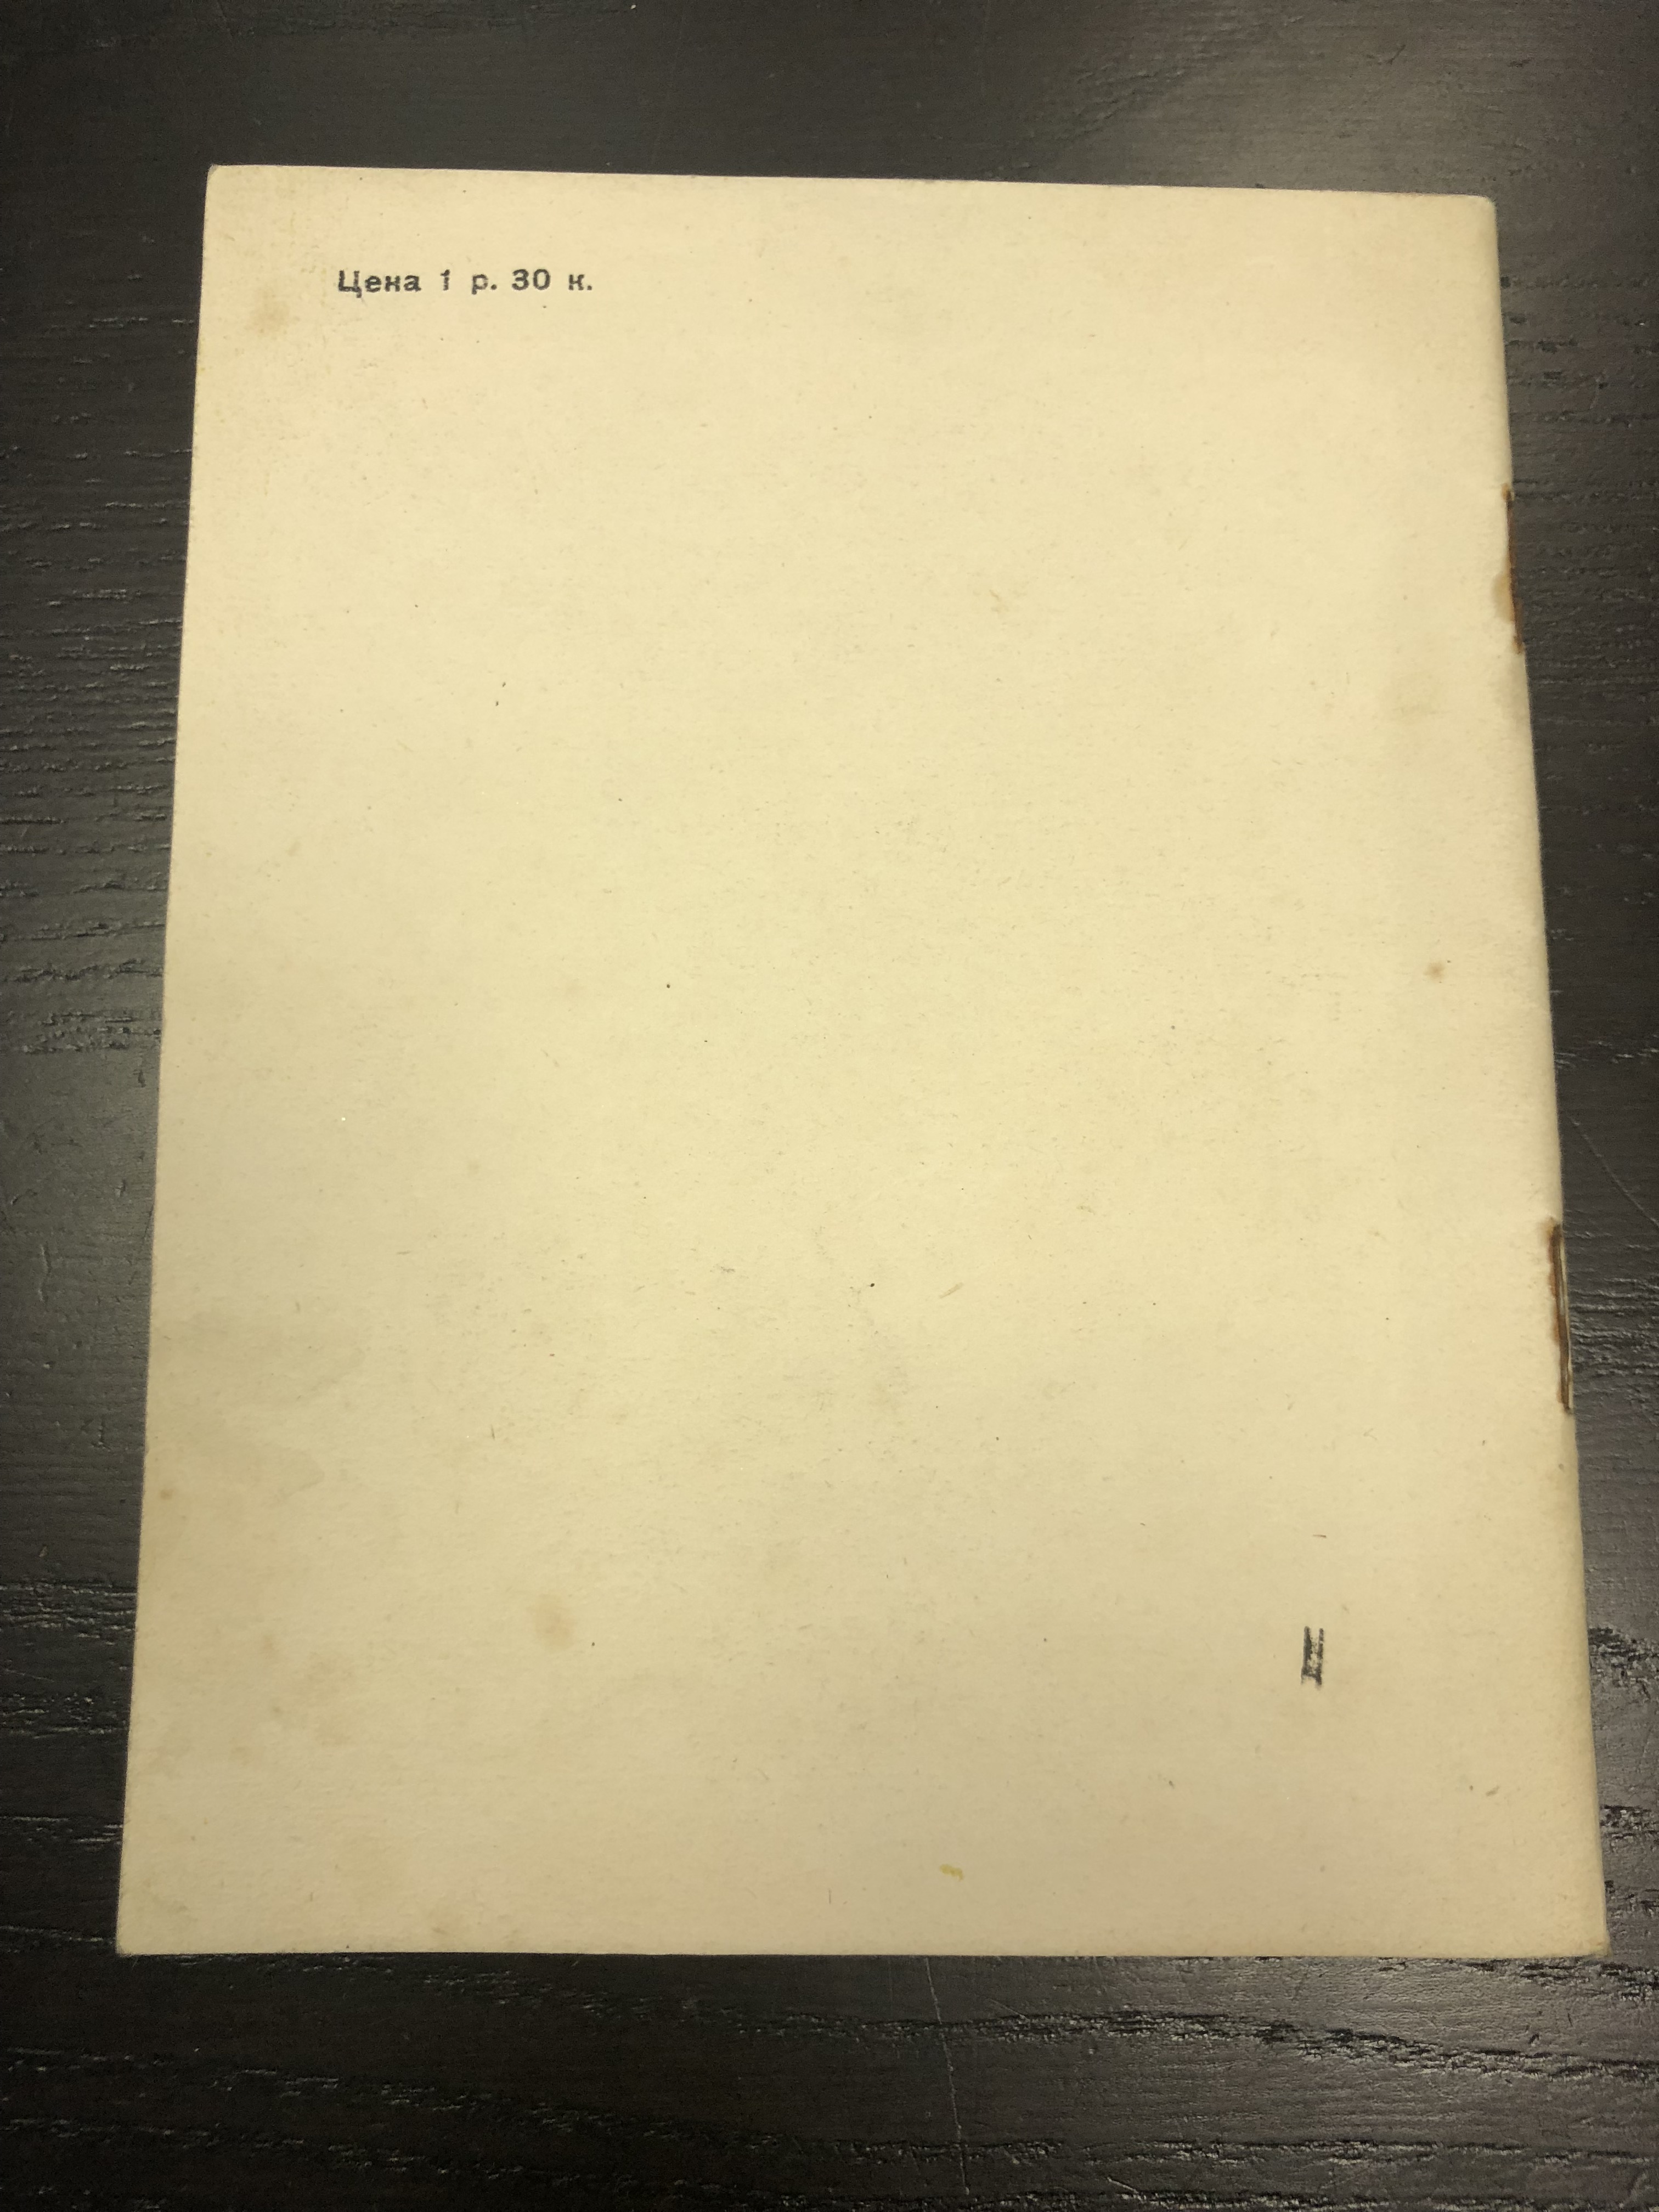 Цена 1 р. 30 к.